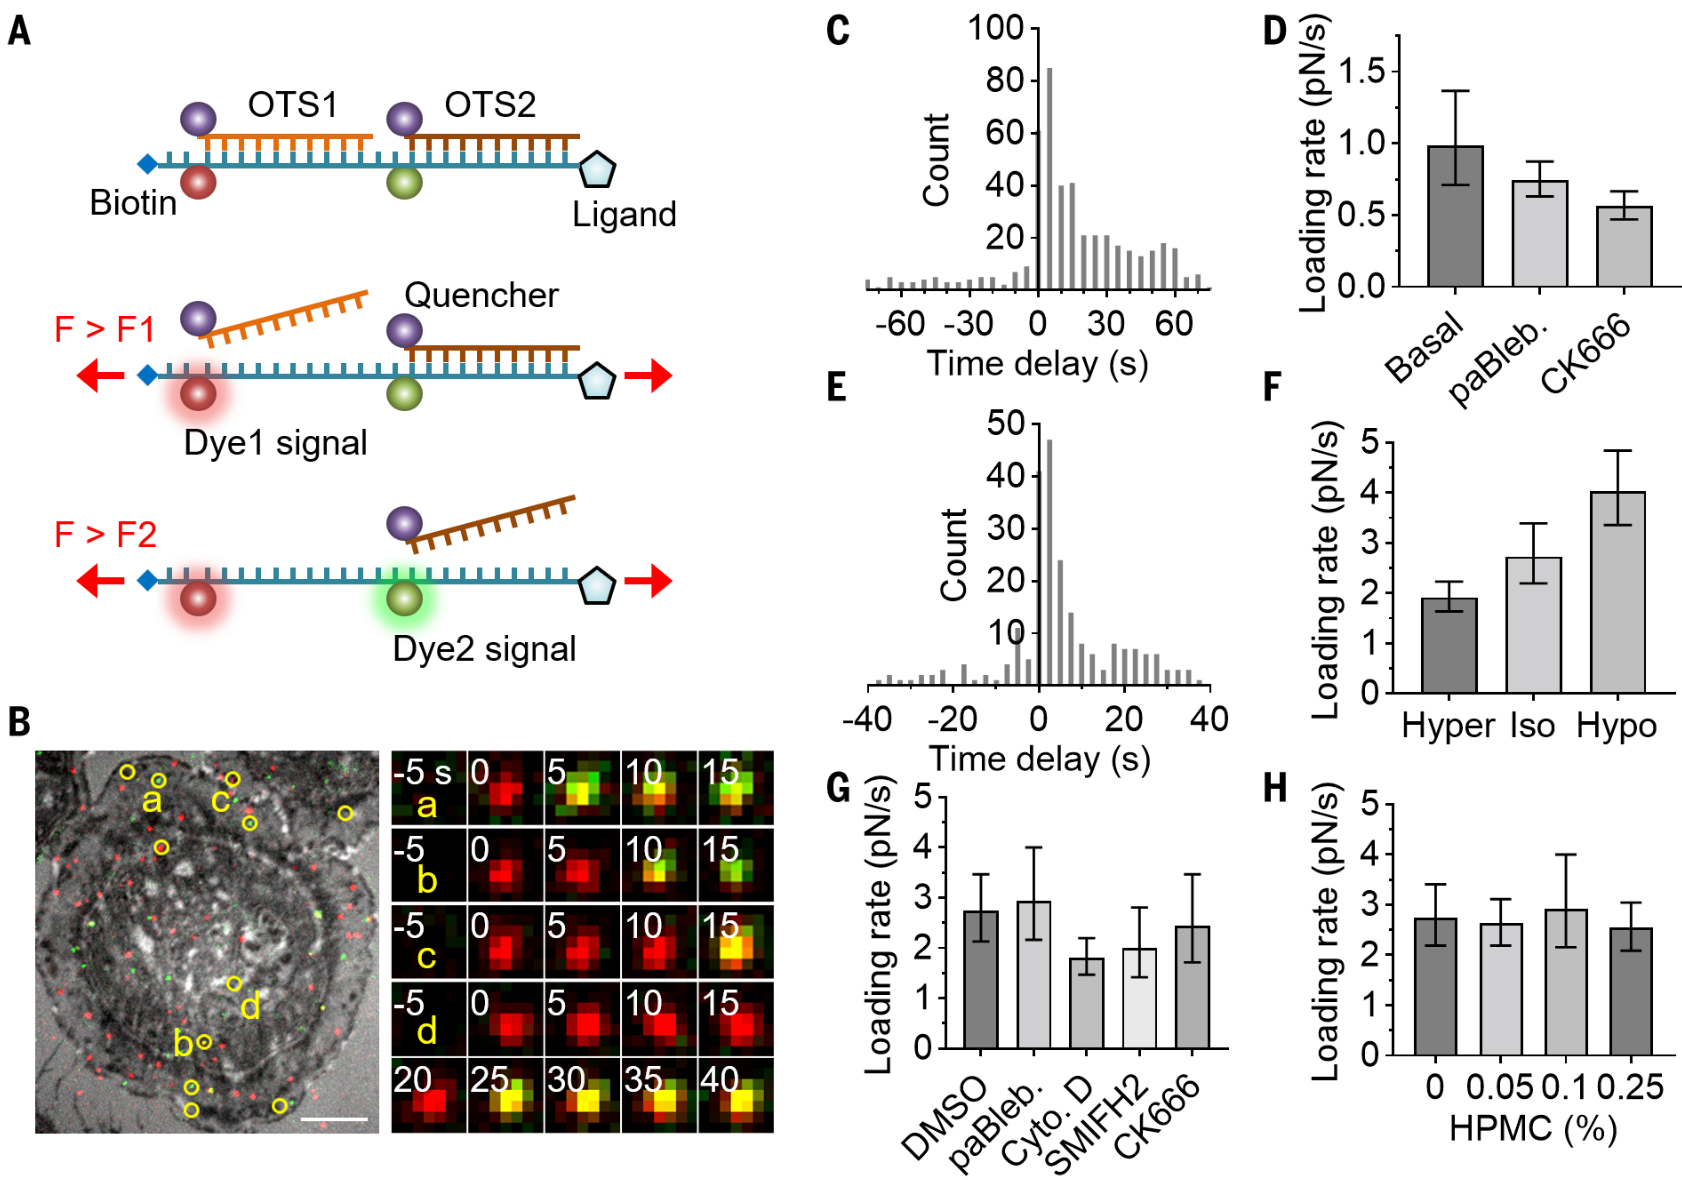 A
OTS1
OTS2
Biotin
Ligand
F > F1
Quencher
Dye1 signal
F > F2
Dye2 signal
B
a
c
d
b
-5 s
0
5
10
15
a
-5
0
5
10
15
b
-5
0
5
10
15
c
-5
0
5
10
15
d
20
25
30
35
40
C
100
80
60
40
20
Count
-60
-30
0
30
60
Time delay (s)
D
1.5
1.0
0.5
0.0
Loading rate (pN/s)
Basal
paBleb.
CK666
E
50
40
30
20
10
Count
-40
-20
0
20
40
Time delay (s)
F
5
4
3
2
1
0
Loading rate (pN/s)
Hyper
Iso
Hypo
G
5
4
3
2
1
0
Loading rate (pN/s)
DMSO
paBleb.
Cyto. D
SMIFH2
CK666
H
5
4
3
2
1
0
Loading rate (pN/s)
0
0.05
0.1
0.25
HPMC (%)